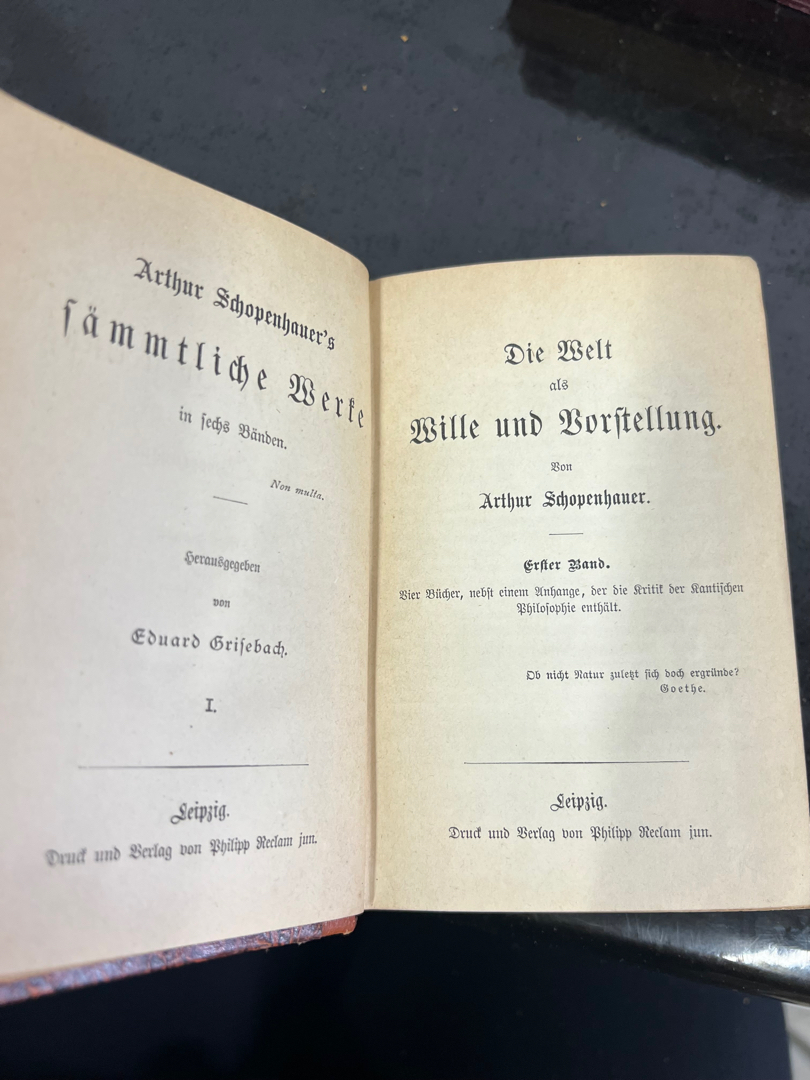 Arthur Schopenhauer's
sämmtliche Werke
in sechs Bänden.
Non multa.
Herausgegeben
von
Eduard Grisebach.
I.
Leipzig.
Druck und Verlag von Philipp Reclam jun.
Die Welt
als
Wille und Vorstellung.
Von
Arthur Schopenhauer.
Erster Band.
Vier Bücher, nebst einem Anhange, der die Kritik der Kantischen
Philosophie enthält.
Ob nicht Natur zuletzt sich doch ergründe?
Goethe.
Leipzig.
Druck und Verlag von Philipp Reclam jun.